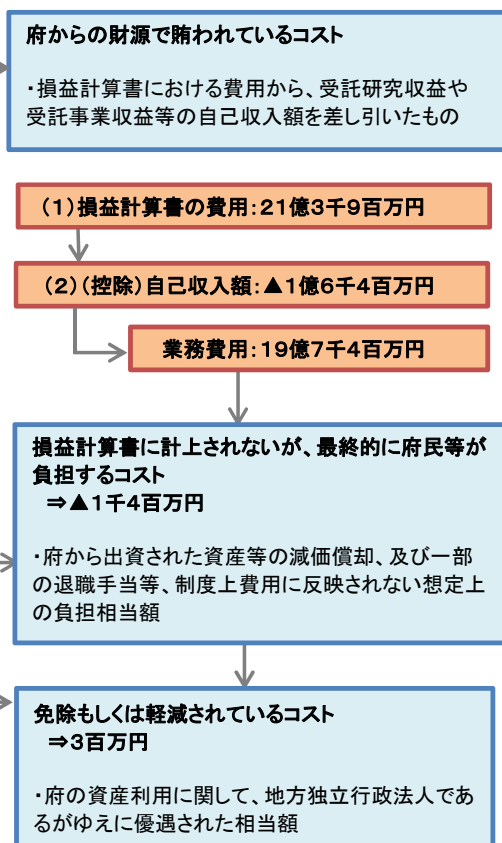 府からの財源で賄われているコスト
・損益計算書における費用から、受託研究収益や
受託事業収益等の自己収入額を差し引いたもの
（１）損益計算書の費用：２１億３千９百万円
（２）（控除）自己収入額：▲１億６千４百万円
業務費用：１９億７千４百万円
損益計算書に計上されないが、最終的に府民等が
負担するコスト
⇒▲１千４百万円
・府から出資された資産等の減価償却、及び一部
の退職手当等、制度上費用に反映されない想定上
の負担相当額
免除もしくは軽減されているコスト
⇒３百万円
・府の資産利用に関して、地方独立行政法人であ
るがゆえに優遇された相当額